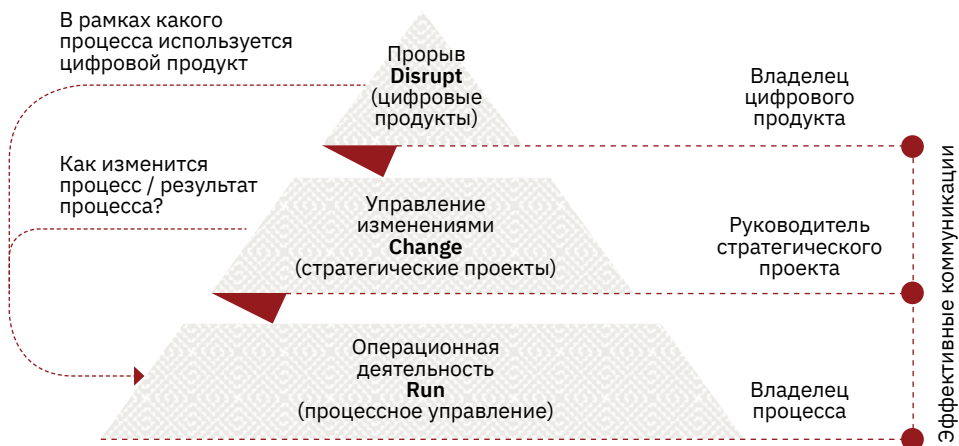 В рамках какого
процесса используется
цифровой продукт
Прорыв
Disrupt
(цифровые
продукты)
Владелец
цифрового
продукта
Как изменится
процесс / результат
процесса?
Управление
изменениями
Change
(стратегические проекты)
Руководитель
стратегического
проекта
Операционная
деятельность
Run
(процессное управление)
Владелец
процесса
Эффективные коммуникации